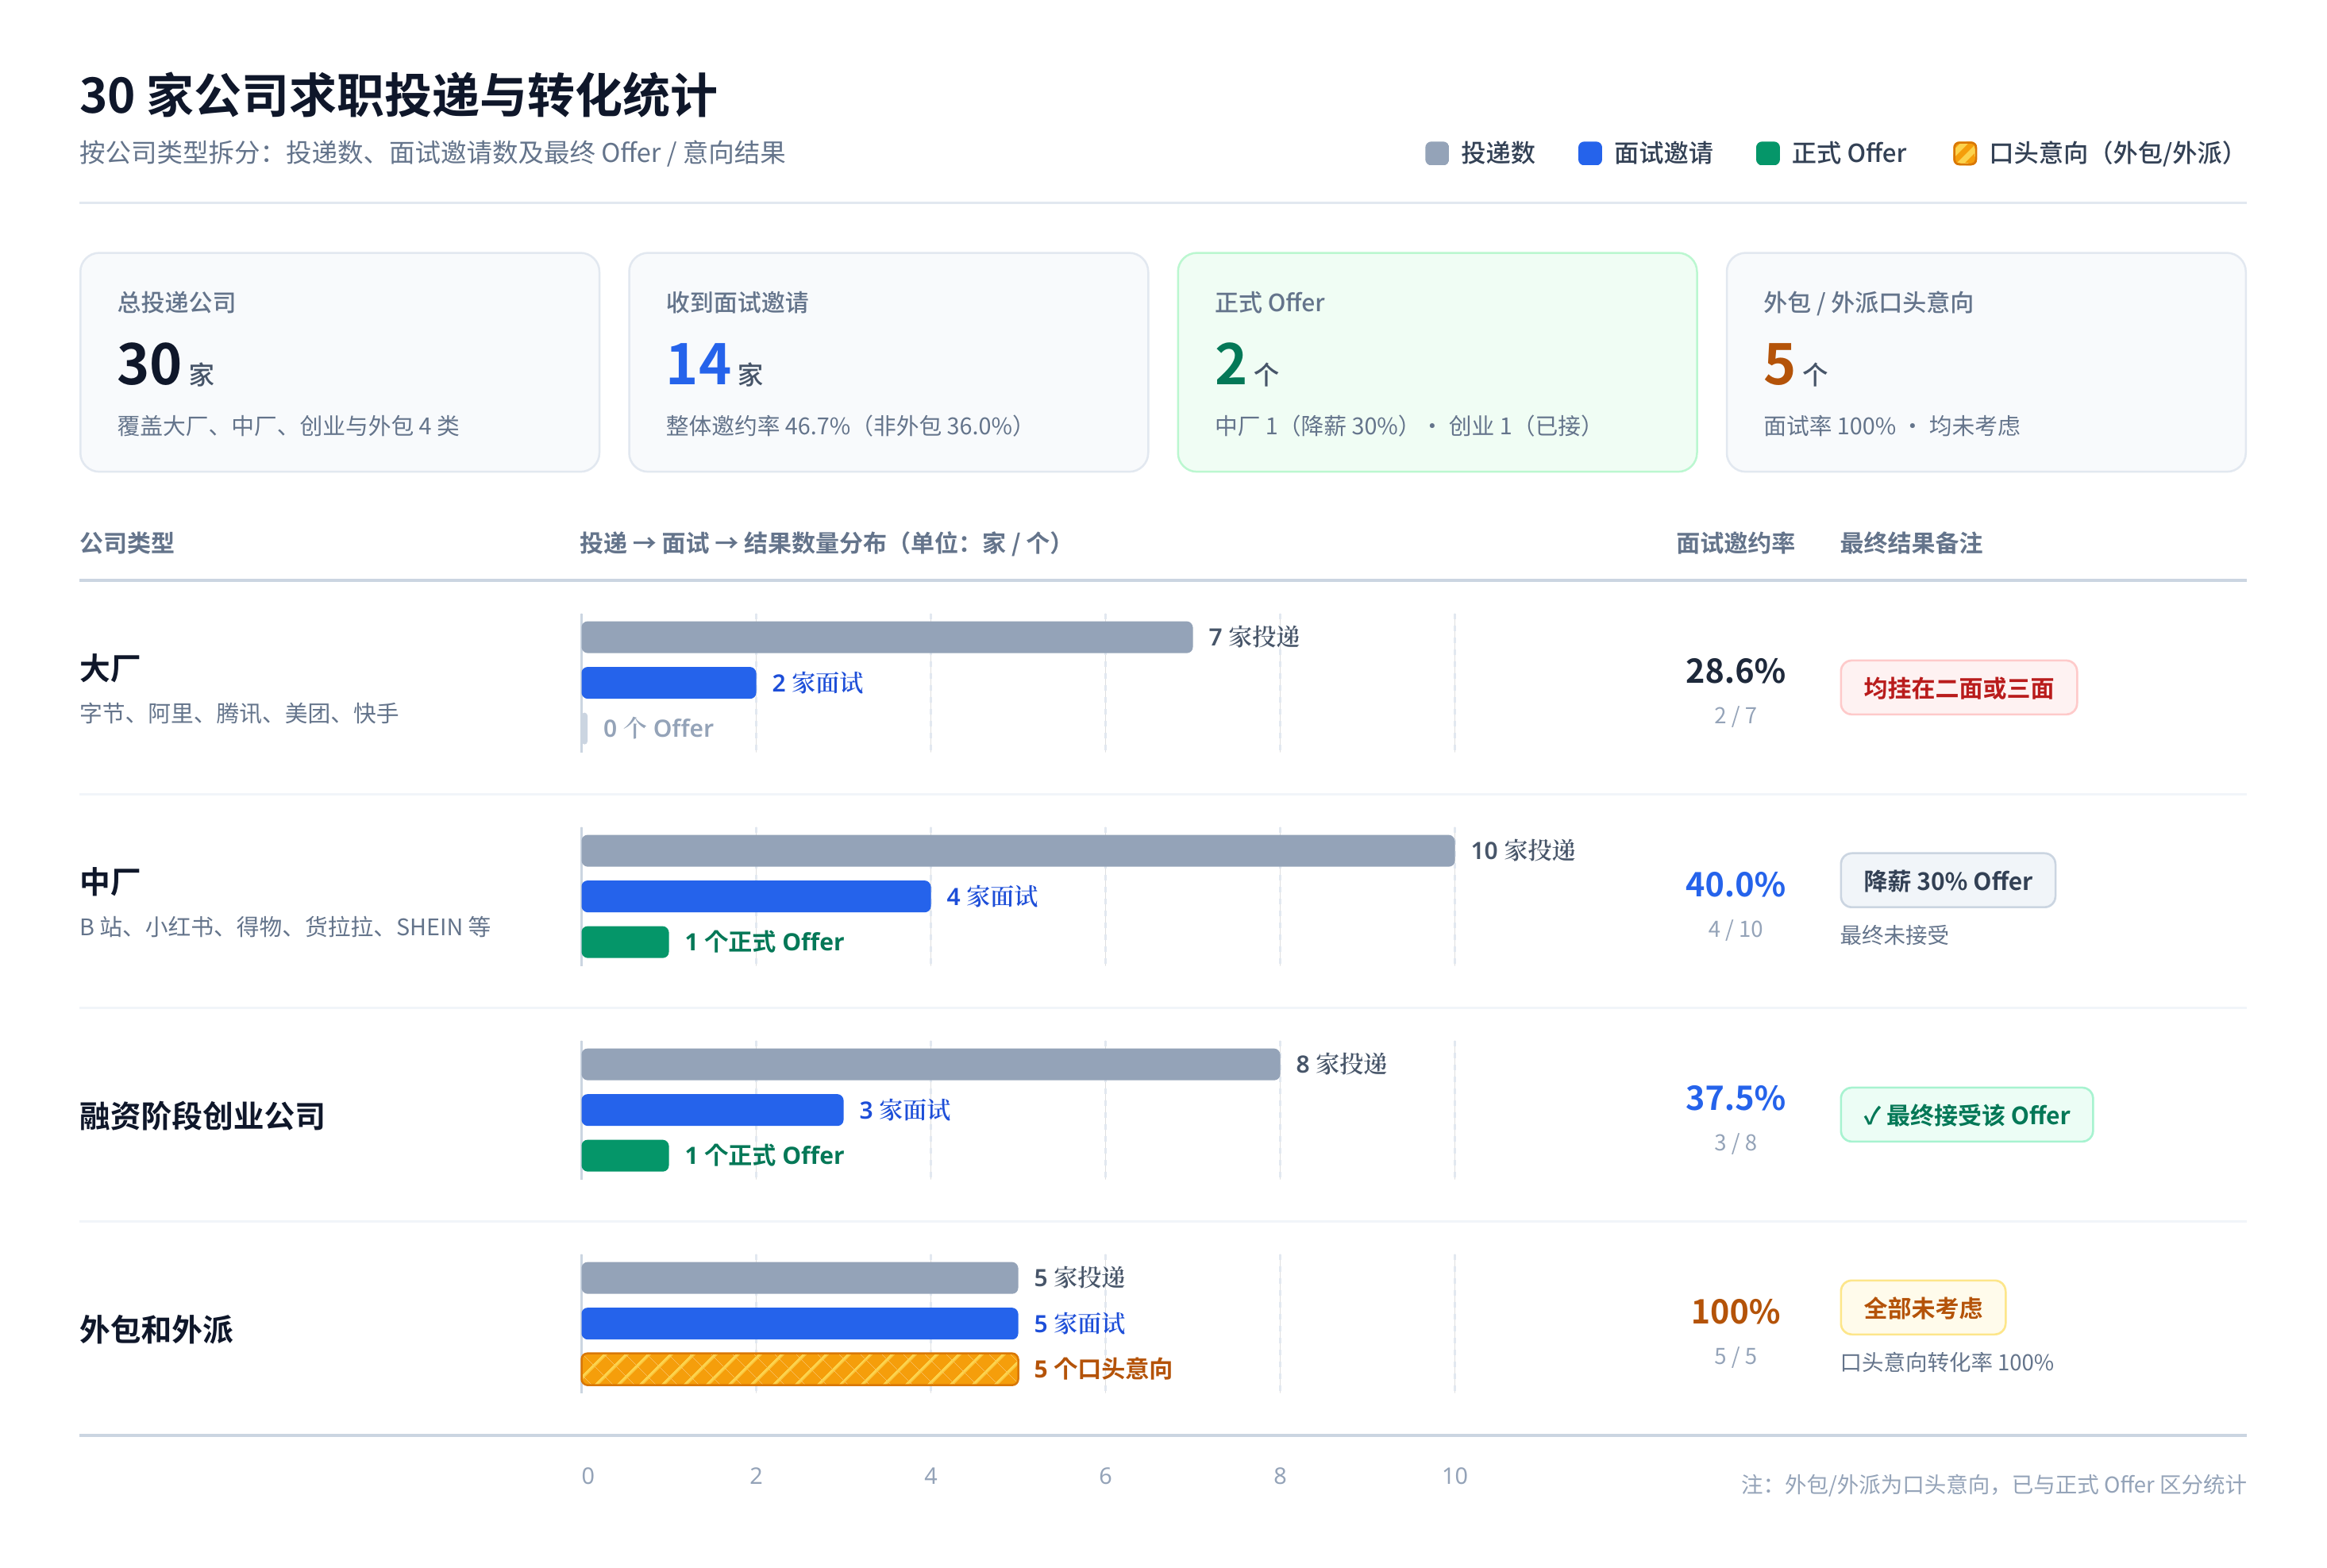 30 家公司求职投递与转化统计
按公司类型拆分：投递数、面试邀请数及最终 Offer / 意向结果
投递数
面试邀请
正式 Offer
口头意向（外包/外派）
总投递公司
30 家
覆盖大厂、中厂、创业与外包 4 类
收到面试邀请
14 家
整体邀约率 46.7%（非外包 36.0%）
正式 Offer
2 个
中厂 1（降薪 30%） • 创业 1（已接）
外包 / 外派口头意向
5 个
面试率 100% • 均未考虑
公司类型
投递 → 面试 → 结果数量分布（单位：家 / 个）
面试邀约率
最终结果备注
大厂
字节、阿里、腾讯、美团、快手
7 家投递
2 家面试
0 个 Offer
28.6%
2 / 7
均挂在二面或三面
中厂
B 站、小红书、得物、货拉拉、SHEIN 等
10 家投递
4 家面试
1 个正式 Offer
40.0%
4 / 10
降薪 30% Offer
最终未接受
融资阶段创业公司
8 家投递
3 家面试
1 个正式 Offer
37.5%
3 / 8
✓ 最终接受该 Offer
外包和外派
5 家投递
5 家面试
5 个口头意向
100%
5 / 5
全部未考虑
口头意向转化率 100%
0 2 4 6 8 10
注：外包/外派为口头意向，已与正式 Offer 区分统计